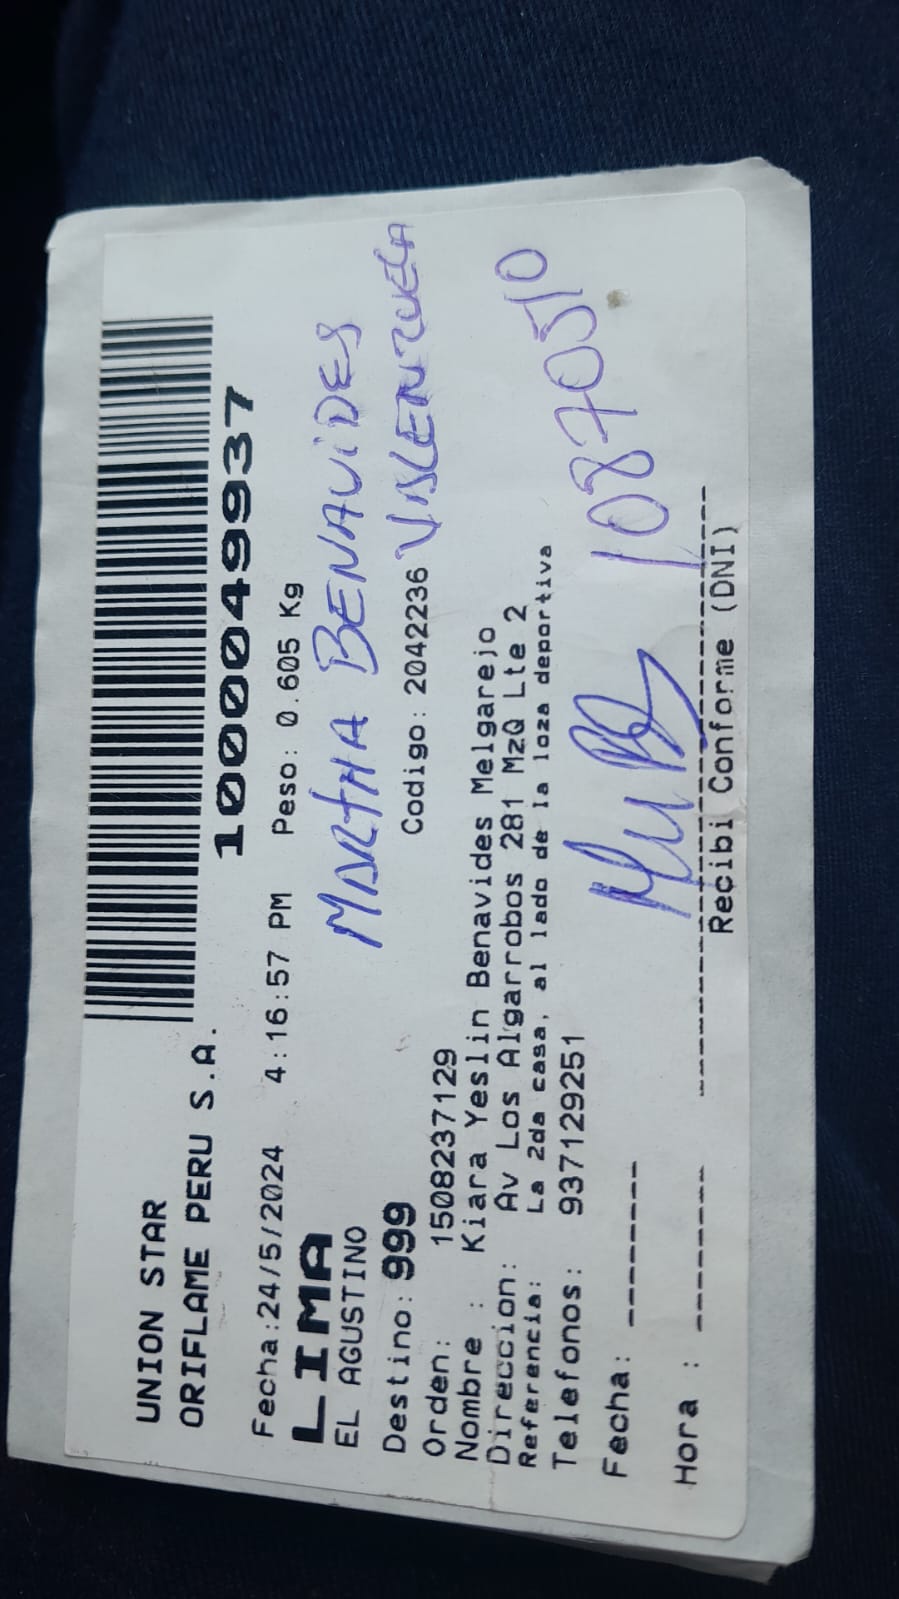 UNION STAR
ORIFLAME PERU S.A.
100049937
Fecha:24/5/2024 4:16:57 PM Peso: 0.605 Kg
LIMA
EL AGUSTINO
MARTHA BENAVIDES
VALENZUELA
Destino: 999 Codigo: 2042236
Orden: 1508237129
Nombre : Kiara Yeslin Benavides Melgarejo
Direccion: Av Los Algarrobos 281 MzQ Lte 2
Referencia: La 2da casa, al lado de la loza deportiva
Telefonos: 937129251
Fecha: --------
10870510
Hora : --------
Recibi Conforme (DNI)